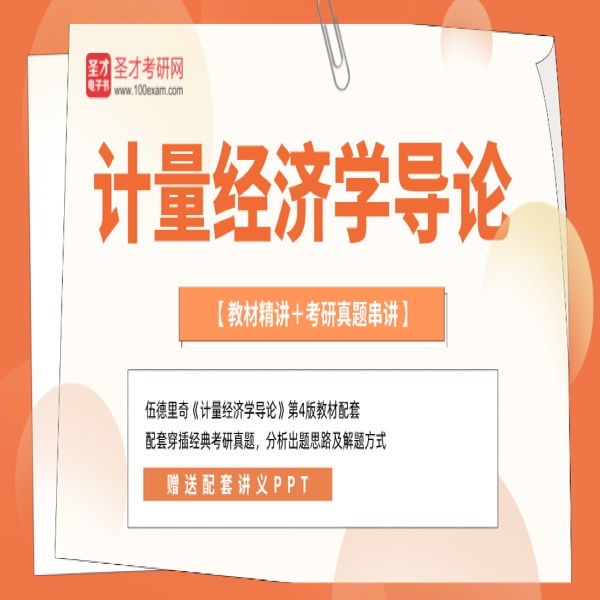 圣才
电子书
圣才考研网
www.100exam.com
计量经济学导论
【教材精讲＋考研真题串讲】
伍德里奇《计量经济学导论》第4版教材配套
配套穿插经典考研真题，分析出题思路及解题方式
赠送配套讲义PPT